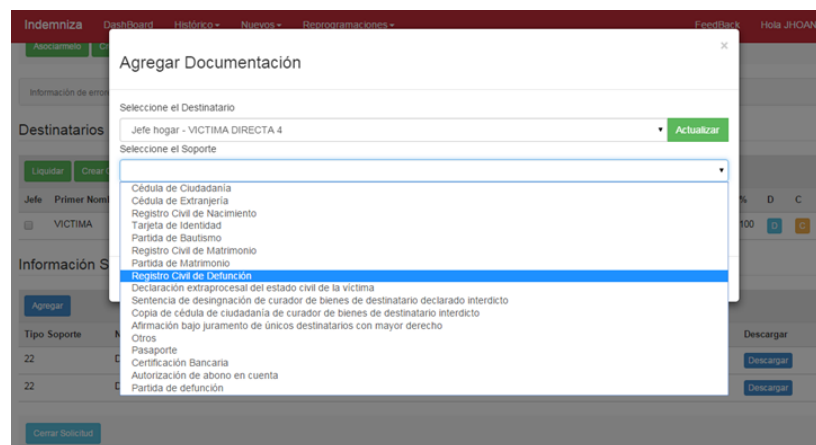 Indemniza DashBoard Histórico Nuevos Reprogramaciones FeedBack Hola JHOAN
Asociarmelo
Agregar Documentación ×
Información de error
Seleccione el Destinatario
Jefe hogar - VICTIMA DIRECTA 4 Actualizar
Destinatarios
Seleccione el Soporte
Liquidar Crear
Cédula de Ciudadanía
Cédula de Extranjería
Jefe Primer Nom % D C
Registro Civil de Nacimiento
Tarjeta de Identidad
VICTIMA 100 D C
Partida de Bautismo
Registro Civil de Matrimonio
Información S
Partida de Matrimonio
Registro Civil de Defunción
Declaración extraprocesal del estado civil de la víctima
Sentencia de desingnación de curador de bienes de destinatario declarado interdicto
Agregar
Copia de cédula de ciudadanía de curador de bienes de destinatario interdicto
Afirmación bajo juramento de únicos destinatarios con mayor derecho
Tipo Soporte N Descargar
Otros
Pasaporte
22 D Descargar
Certificación Bancaria
Autorización de abono en cuenta
22 D Descargar
Partida de defunción
Cerrar Solicitud